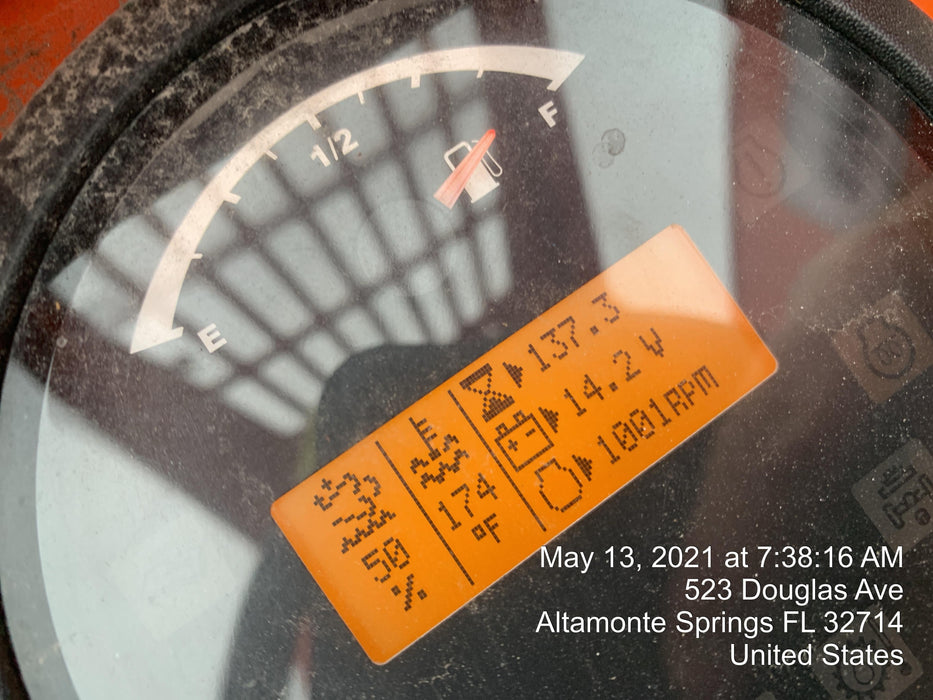 F
1/2
E
137.3
14.2 V
1001RPM
174
°F
50
%
May 13, 2021 at 7:38:16 AM
523 Douglas Ave
Altamonte Springs FL 32714
United States